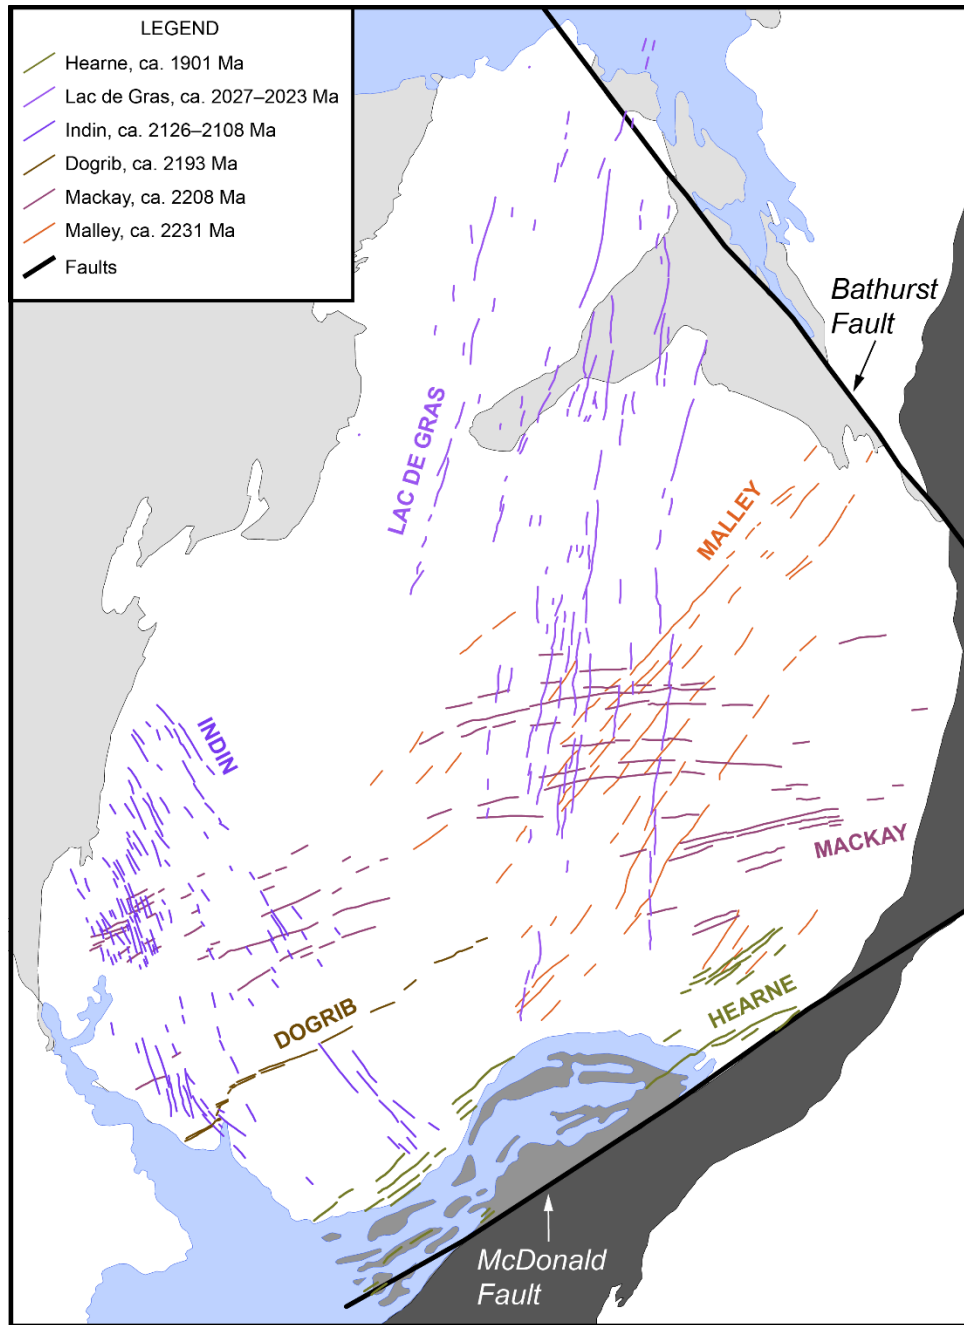 LEGEND
Hearne, ca. 1901 Ma
Lac de Gras, ca. 2027–2023 Ma
Indin, ca. 2126–2108 Ma
Dogrib, ca. 2193 Ma
Mackay, ca. 2208 Ma
Malley, ca. 2231 Ma
Faults
Bathurst
Fault
LAC DE GRAS
MALLEY
INDIN
MACKAY
DOGRIB
HEARNE
McDonald
Fault